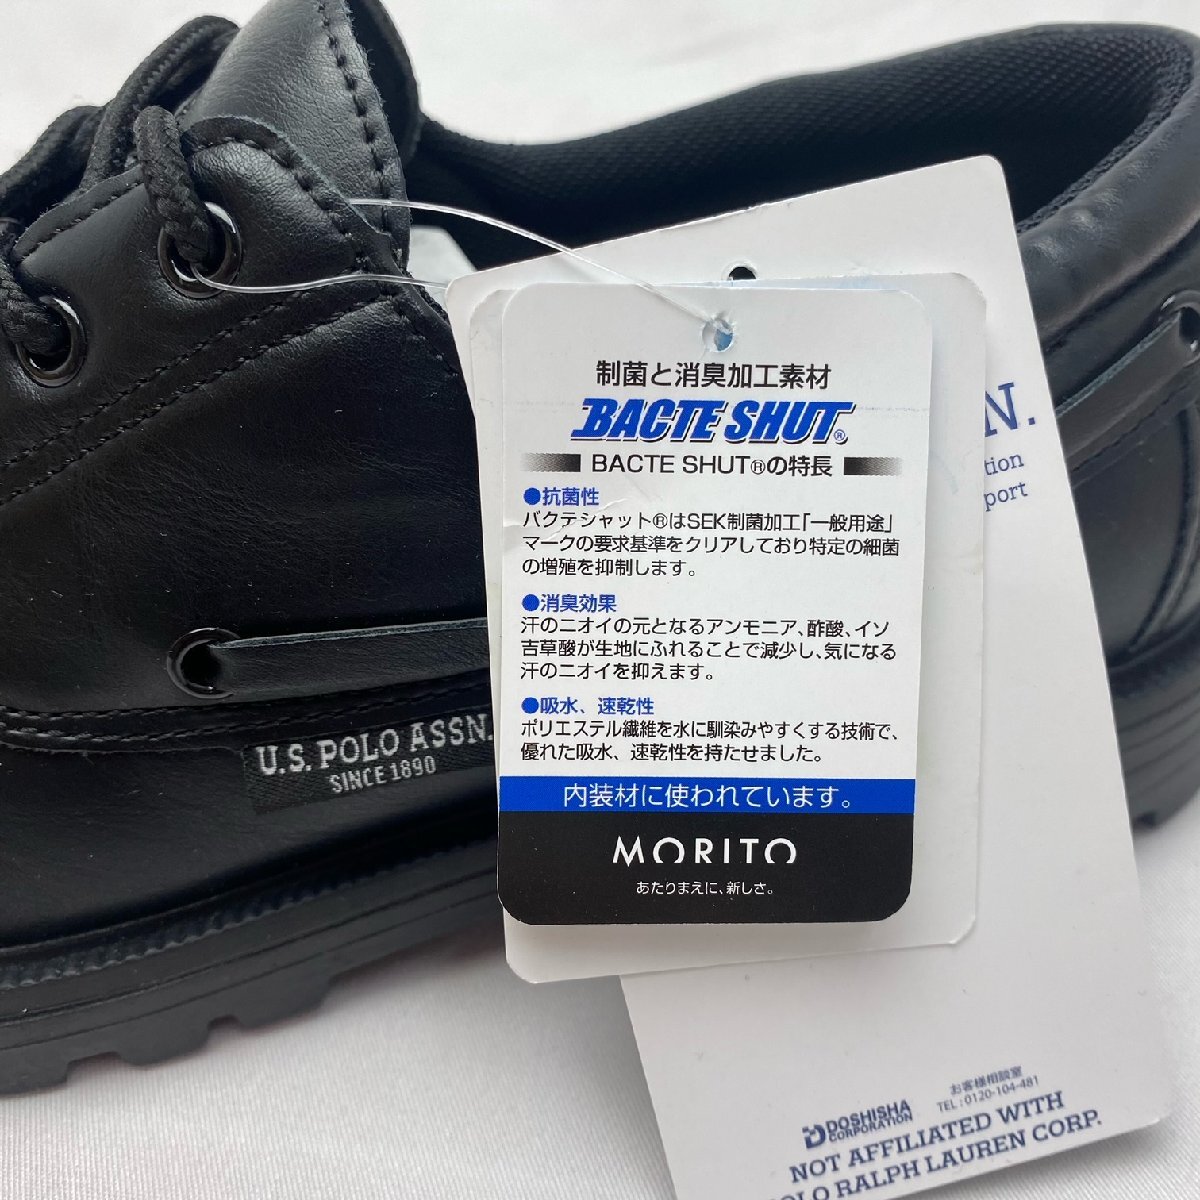 制菌と消臭加工素材
BACTE SHUT®
BACTE SHUT®の特長
●抗菌性
バクテシャット®はSEK制菌加工「一般用途」
マークの要求基準をクリアしており特定の細菌
の増殖を抑制します。
●消臭効果
汗のニオイの元となるアンモニア、酢酸、イソ
吉草酸が生地にふれることで減少し、気になる
汗のニオイを抑えます。
●吸水、速乾性
ポリエステル繊維を水に馴染みやすくする技術で、
優れた吸水、速乾性を持たせました。
内装材に使われています。
MORITO
あたりまえに、新しさ。
U.S. POLO ASSN.
SINCE 1890
N.
tion
port
DOSHISHA
CORPORATION
お客様相談室
TEL:0120-104-481
NOT AFFILIATED WITH
OLO RALPH LAUREN CORP.